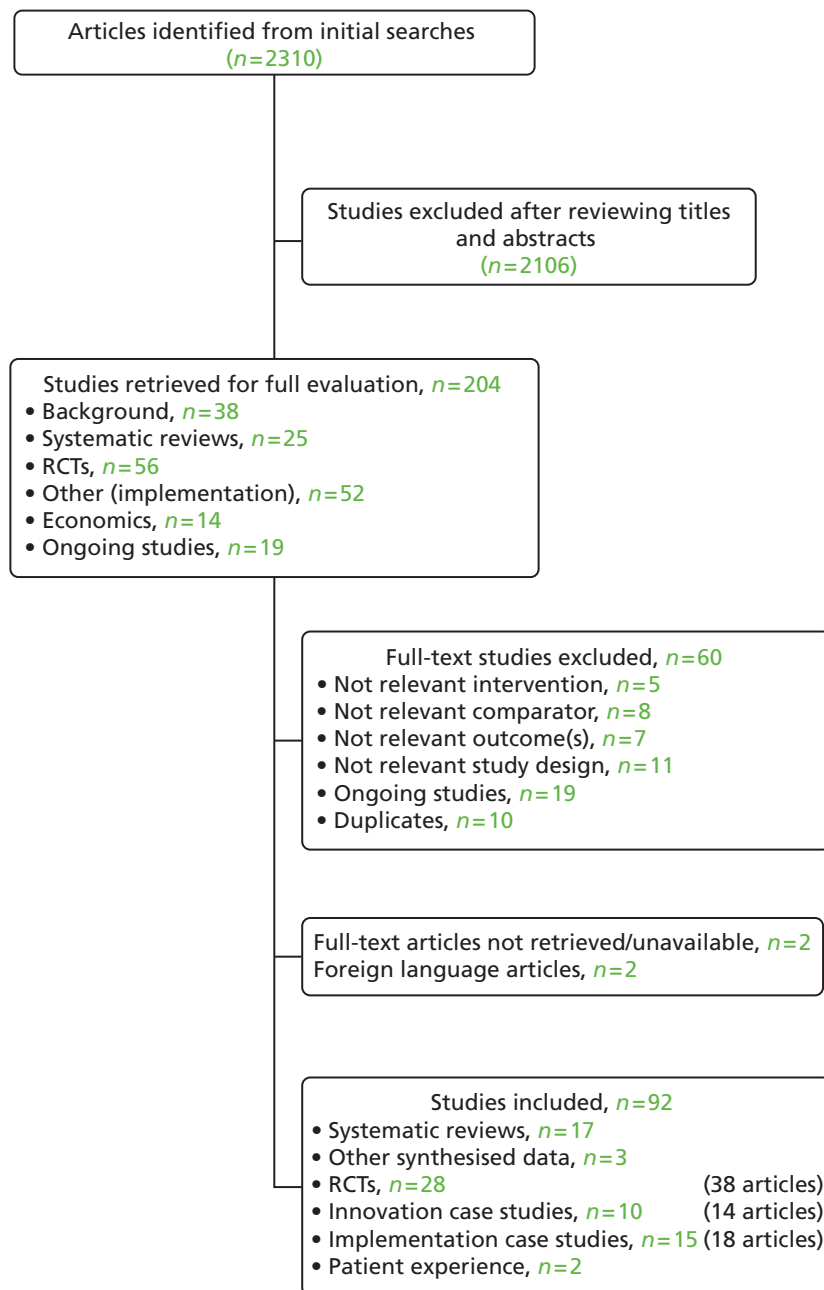 Articles identified from initial searches
(n=2310)
Studies excluded after reviewing titles
and abstracts
(n=2106)
Studies retrieved for full evaluation, n=204
• Background, n=38
• Systematic reviews, n=25
• RCTs, n=56
• Other (implementation), n=52
• Economics, n=14
• Ongoing studies, n=19
Full-text studies excluded, n=60
• Not relevant intervention, n=5
• Not relevant comparator, n=8
• Not relevant outcome(s), n=7
• Not relevant study design, n=11
• Ongoing studies, n=19
• Duplicates, n=10
Full-text articles not retrieved/unavailable, n=2
Foreign language articles, n=2
Studies included, n=92
• Systematic reviews, n=17
• Other synthesised data, n=3
• RCTs, n=28 (38 articles)
• Innovation case studies, n=10 (14 articles)
• Implementation case studies, n=15 (18 articles)
• Patient experience, n=2